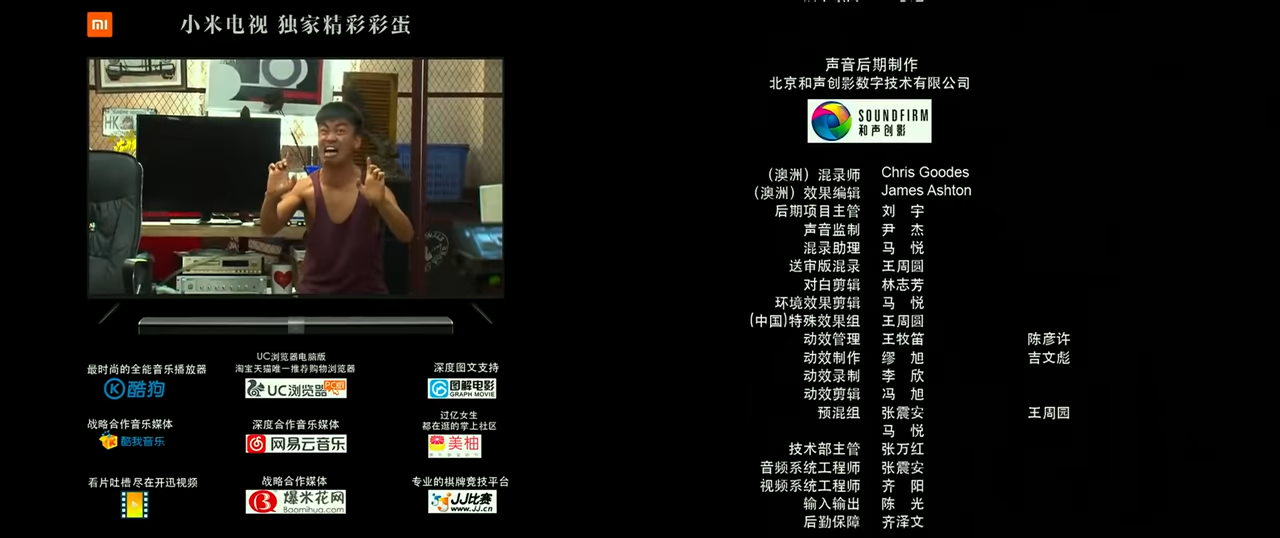 小米电视 独家精彩彩蛋
HK
最时尚的全能音乐播放器
酷狗
UC浏览器电脑版
淘宝天猫唯一推荐购物浏览器
UC浏览器 PC版
深度图文支持
图解电影
GRAPH MOVIE
战略合作音乐媒体
酷我音乐
深度合作音乐媒体
网易云音乐
过亿女生
都在逛的掌上社区
美柚
看片吐槽尽在开迅视频
战略合作媒体
爆米花网
Baomihua.com
专业的棋牌竞技平台
JJ比赛
www.JJ.cn
声音后期制作
北京和声创影数字技术有限公司
SOUNDFIRM
和声创影
(澳洲) 混录师 Chris Goodes
(澳洲) 效果编辑 James Ashton
后期项目主管 刘 宇
声音监制 尹 杰
混录助理 马 悦
送审版混录 王周圆
对白剪辑 林志芳
环境效果剪辑 马 悦
(中国)特殊效果组 王周圆
动效管理 王牧笛 陈彦许
动效制作 缪 旭 吉文彪
动效录制 李 欣
动效剪辑 冯 旭
预混组 张震安 王周圆
马 悦
技术部主管 张万红
音频系统工程师 张震安
视频系统工程师 齐 阳
输入输出 陈 光
后勤保障 齐泽文